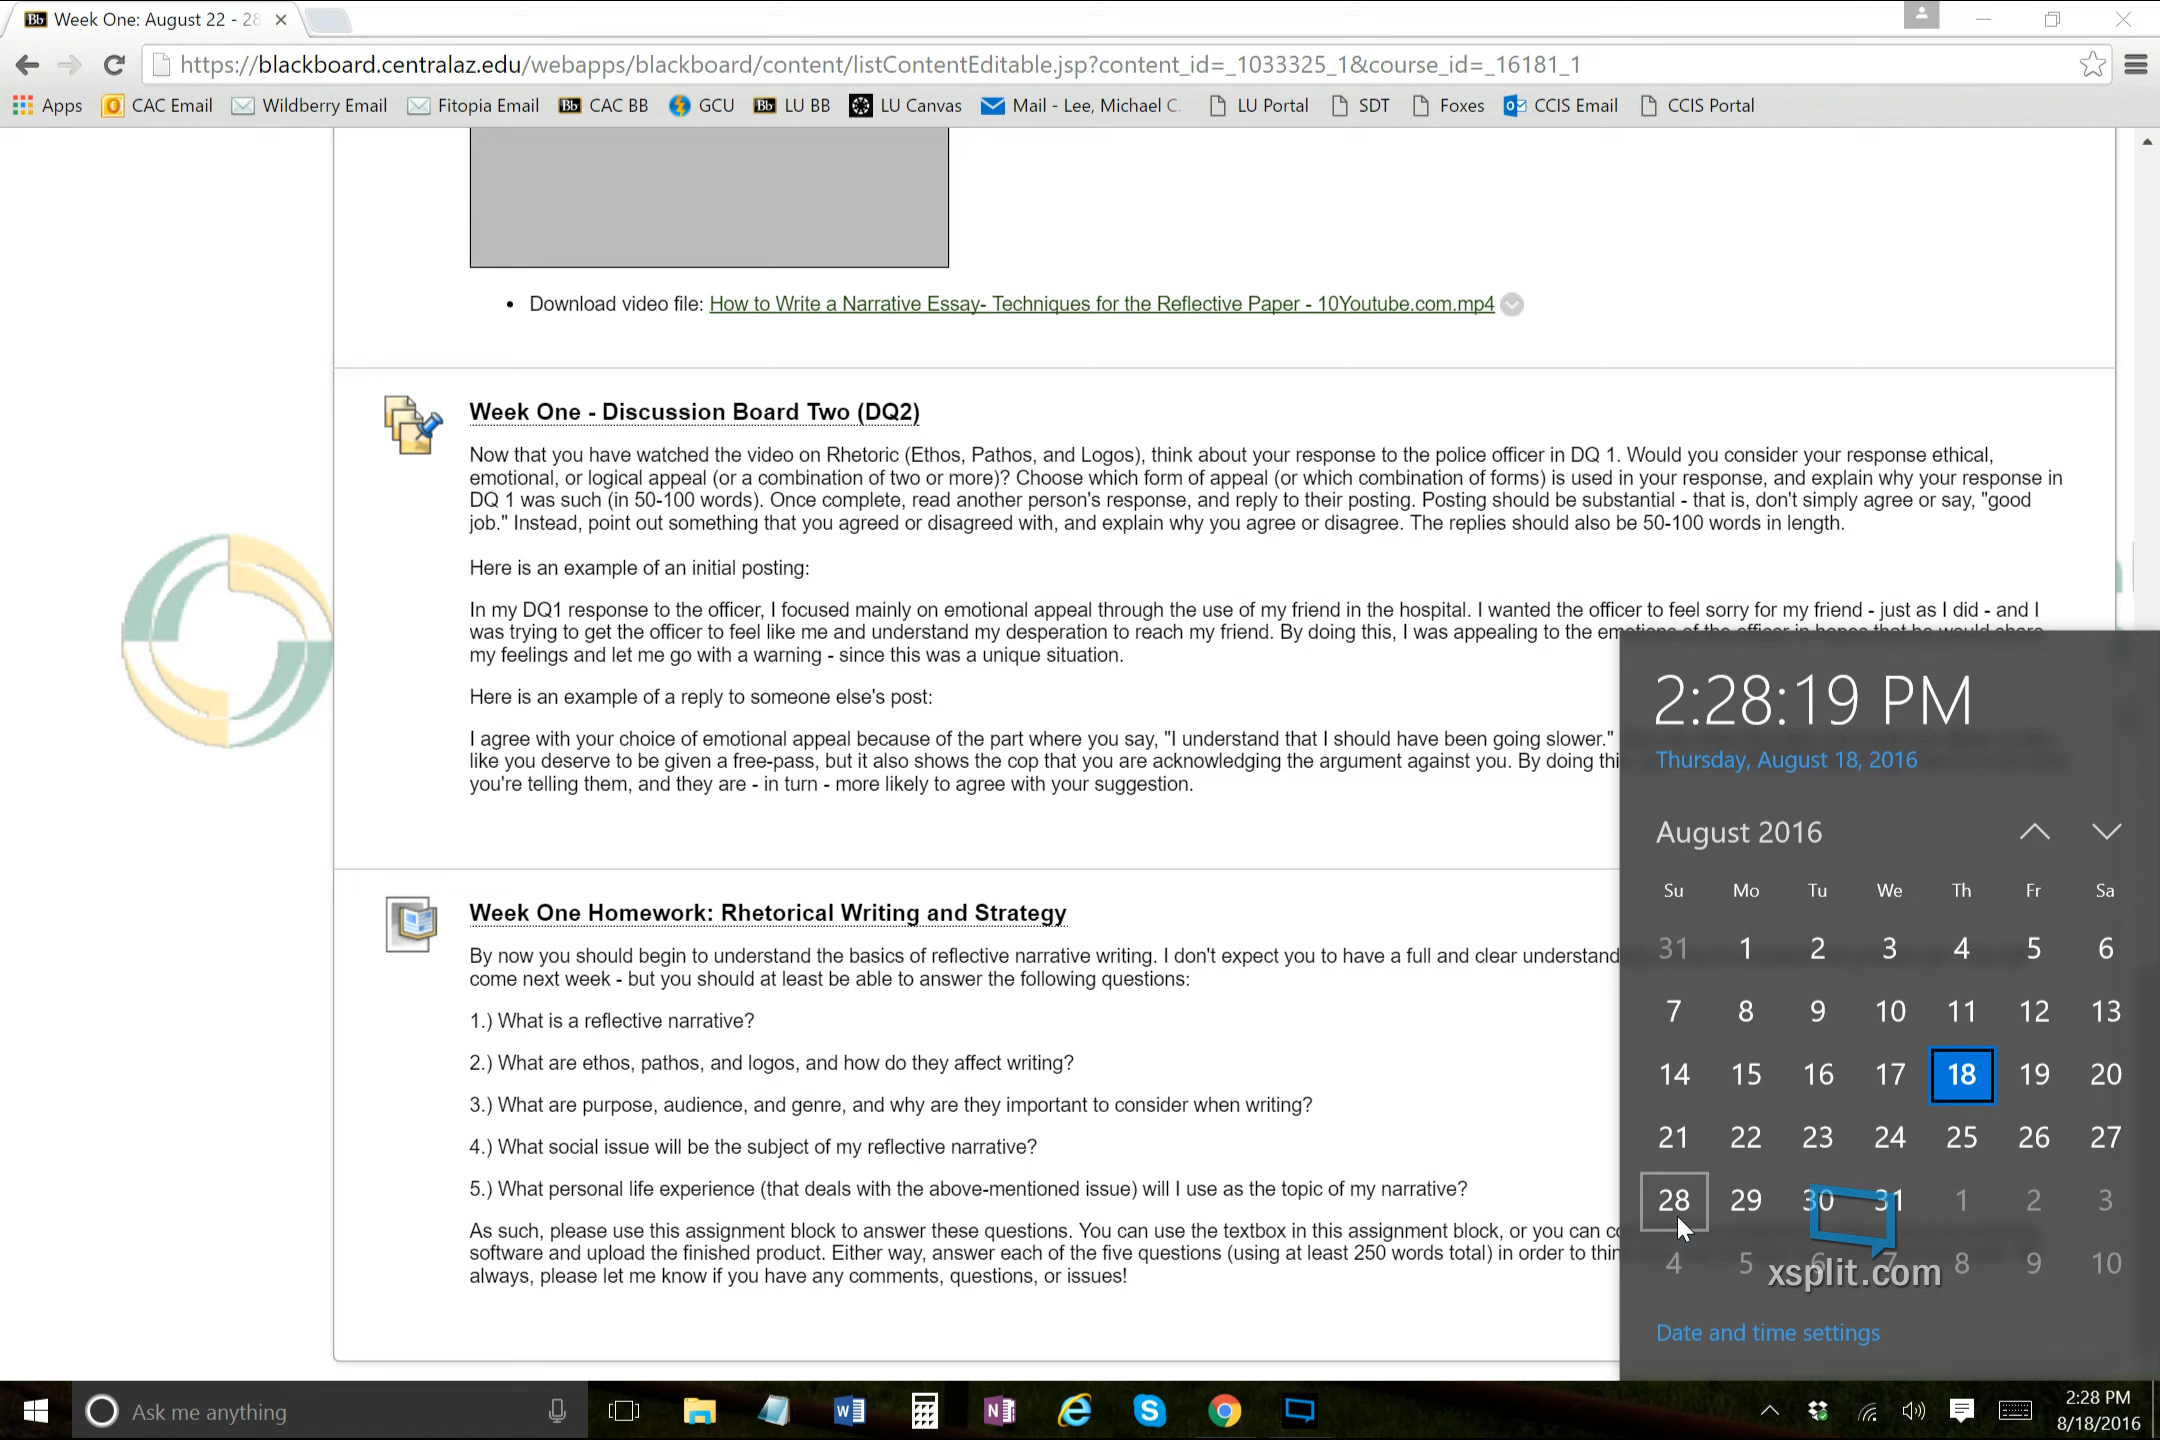 Week One: August 22 - 28
https://blackboard.centralaz.edu/webapps/blackboard/content/listContentEditable.jsp?content_id=_1033325_1&course_id=_16181_1
Apps CAC Email Wildberry Email Fitopia Email CAC BB GCU LU BB LU Canvas Mail - Lee, Michael C. LU Portal SDT Foxes CCIS Email CCIS Portal
• Download video file: How to Write a Narrative Essay- Techniques for the Reflective Paper - 10Youtube.com.mp4
Week One - Discussion Board Two (DQ2)
Now that you have watched the video on Rhetoric (Ethos, Pathos, and Logos), think about your response to the police officer in DQ 1. Would you consider your response ethical,
emotional, or logical appeal (or a combination of two or more)? Choose which form of appeal (or which combination of forms) is used in your response, and explain why your response in
DQ 1 was such (in 50-100 words). Once complete, read another person's response, and reply to their posting. Posting should be substantial - that is, don't simply agree or say, "good
job." Instead, point out something that you agreed or disagreed with, and explain why you agree or disagree. The replies should also be 50-100 words in length.
Here is an example of an initial posting:
In my DQ1 response to the officer, I focused mainly on emotional appeal through the use of my friend in the hospital. I wanted the officer to feel sorry for my friend - just as I did - and I
was trying to get the officer to feel like me and understand my desperation to reach my friend. By doing this, I was appealing to the emotions of the officer in hopes that he would share
my feelings and let me go with a warning - since this was a unique situation.
Here is an example of a reply to someone else's post:
I agree with your choice of emotional appeal because of the part where you say, "I understand that I should have been going slower."
like you deserve to be given a free-pass, but it also shows the cop that you are acknowledging the argument against you. By doing thi
you're telling them, and they are - in turn - more likely to agree with your suggestion.
Week One Homework: Rhetorical Writing and Strategy
By now you should begin to understand the basics of reflective narrative writing. I don't expect you to have a full and clear understand
come next week - but you should at least be able to answer the following questions:
1.) What is a reflective narrative?
2.) What are ethos, pathos, and logos, and how do they affect writing?
3.) What are purpose, audience, and genre, and why are they important to consider when writing?
4.) What social issue will be the subject of my reflective narrative?
5.) What personal life experience (that deals with the above-mentioned issue) will I use as the topic of my narrative?
As such, please use this assignment block to answer these questions. You can use the textbox in this assignment block, or you can co
software and upload the finished product. Either way, answer each of the five questions (using at least 250 words total) in order to thin
always, please let me know if you have any comments, questions, or issues!
2:28:19 PM
Thursday, August 18, 2016
August 2016
Su Mo Tu We Th Fr Sa
31 1 2 3 4 5 6
7 8 9 10 11 12 13
14 15 16 17 18 19 20
21 22 23 24 25 26 27
28 29 30 31 1 2 3
4 5 6 7 8 9 10
xsplit.com
Date and time settings
Ask me anything
2:28 PM
8/18/2016